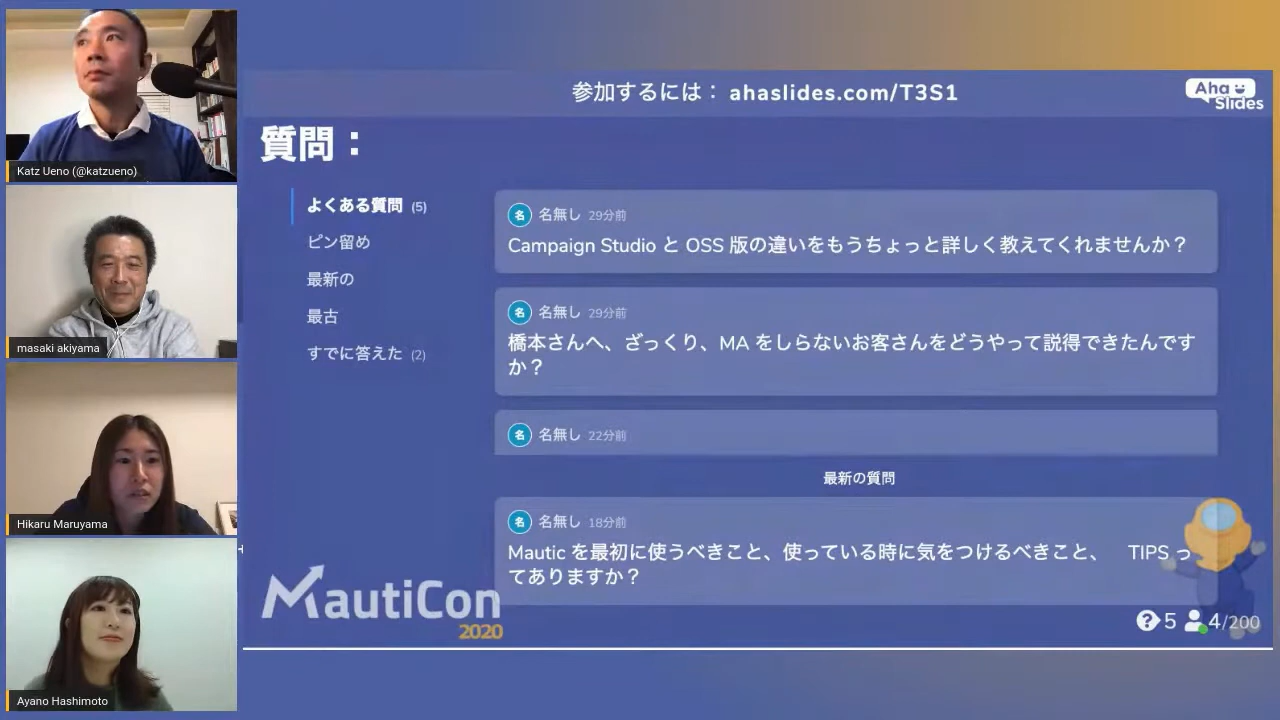 Katz Ueno (@katzueno)
masaki akiyama
Hikaru Maruyama
Ayano Hashimoto
参加するには： ahaslides.com/T3S1
Aha
Slides
質問：
よくある質問 (5)
ピン留め
最新の
最古
すでに答えた (2)
名 名無し 29分前
Campaign Studio と OSS 版の違いをもうちょっと詳しく教えてくれませんか？
名 名無し 29分前
橋本さんへ、ざっくり、MA をしらないお客さんをどうやって説得できたんです
か？
名 名無し 22分前
最新の質問
名 名無し 18分前
Mautic を最初に使うべきこと、使っている時に気をつけるべきこと、　TIPS っ
てありますか？
MautiCon
2020
5 4/200